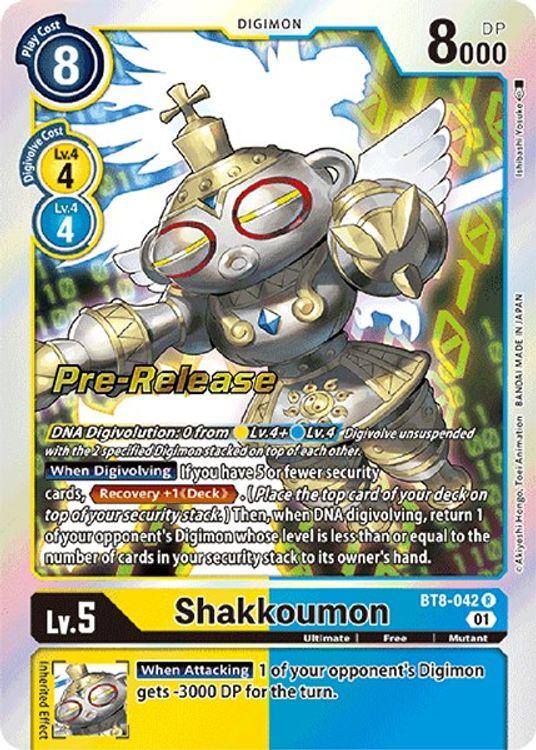 Play Cost
8
DIGIMON
DP
8000
Digivolve Cost
Lv.4
4
Lv.4
4
Ishibashi Yosuke
Pre-Release
DNA Digivolution: 0 from Lv.4 + Lv.4 Digivolve unsuspended
with the 2 specified Digimon stacked on top of each other.
When Digivolving If you have 5 or fewer security
cards, Recovery +1《Deck》. (Place the top card of your deck on
top of your security stack.) Then, when DNA digivolving, return 1
of your opponent's Digimon whose level is less than or equal to the
number of cards in your security stack to its owner's hand.
©Akiyoshi Hongo, Toei Animation BANDAI MADE IN JAPAN
Lv.5
Shakkoumon
BT8-042 R
01
Ultimate | Free | Mutant
Inherited Effect
When Attacking 1 of your opponent's Digimon
gets -3000 DP for the turn.